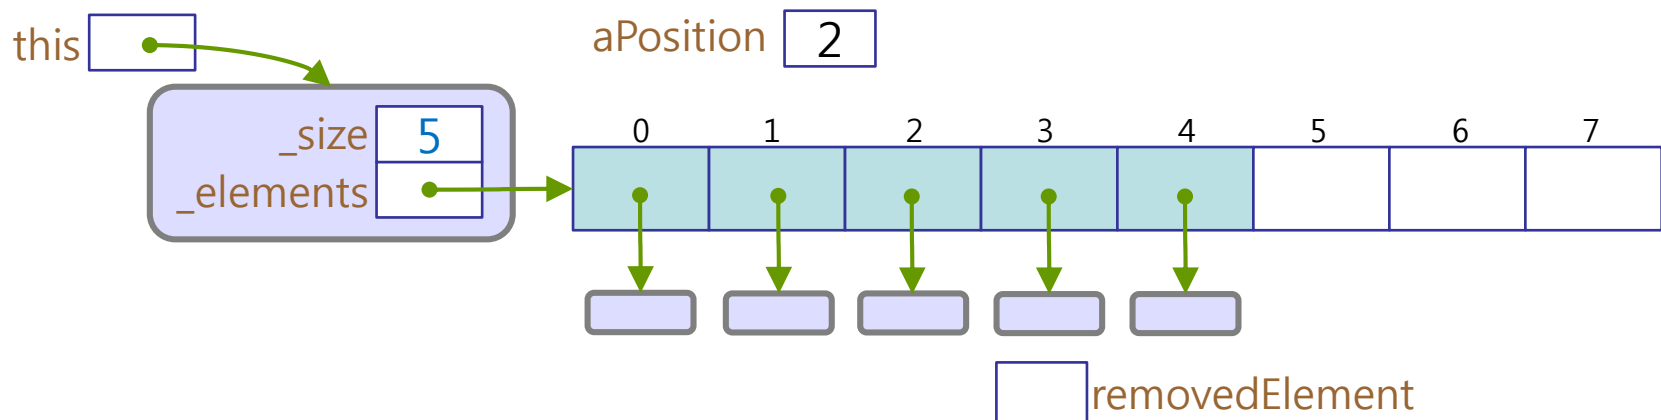 this
aPosition 2
_size 5
_elements
0 1 2 3 4 5 6 7
removedElement